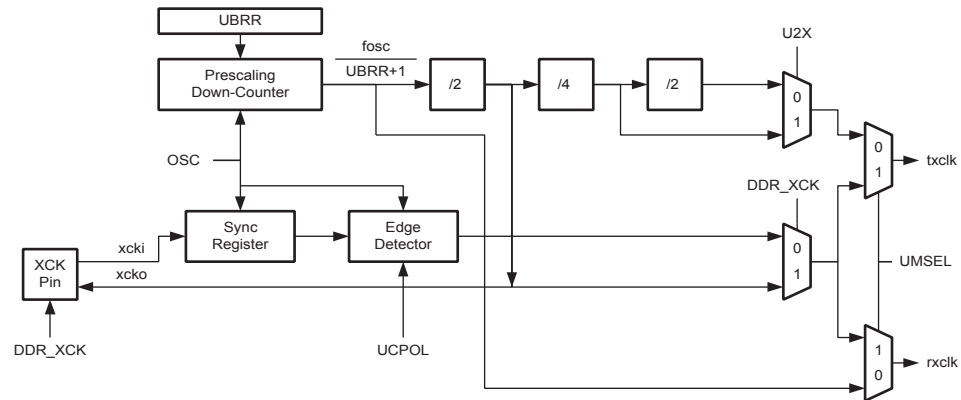 UBRR
U2X
fosc
UBRR+1
Prescaling
Down-Counter
/2
/4
/2
0
1
OSC
0
1
txclk
DDR_XCK
Sync
Register
Edge
Detector
xcki
XCK
Pin
xcko
0
1
UMSEL
DDR_XCK
UCPOL
1
0
rxclk